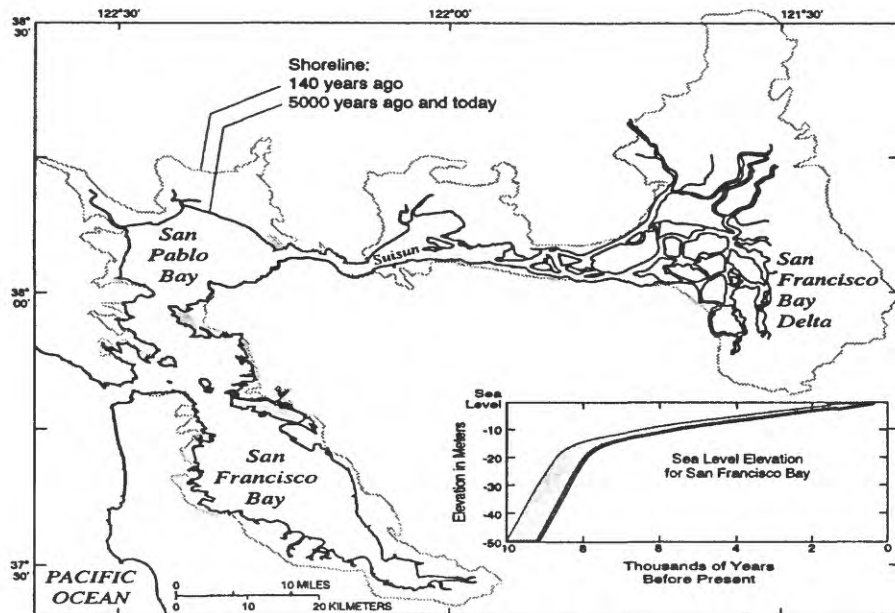 122°30'
122°00'
121°30'
38°
30'
Shoreline:
140 years ago
5000 years ago and today
San
Pablo
Bay
Suisun
San
Francisco
Bay
Delta
38°
00'
San
Francisco
Bay
37°
30'
PACIFIC
OCEAN
0 10 MILES
0 20 KILMETERS
Sea
Level
-10
-20
-30
-40
-50
Elevation in Meters
Sea Level Elevation
for San Francisco Bay
10 8 6 4 2 0
Thousands of Years
Before Present